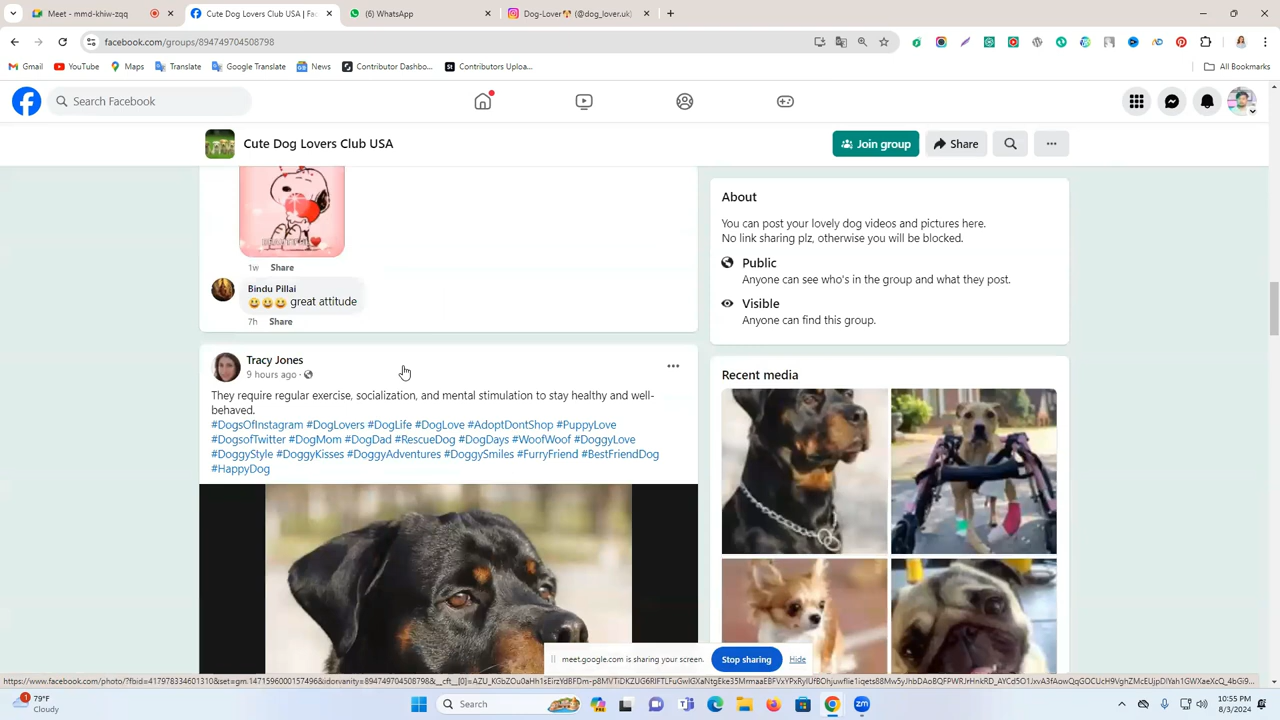 Meet - mmd-khiw-zqq
Cute Dog Lovers Club USA | Fac
(6) WhatsApp
Dog-Lover (@dog_lover.uk)
facebook.com/groups/894749704508798
Gmail
YouTube
Maps
Translate
Google Translate
News
Contributor Dashbo...
Contributors Uploa...
All Bookmarks
Search Facebook
Cute Dog Lovers Club USA
Join group
Share
1w Share
Bindu Pillai
😃😃😃 great attitude
7h Share
Tracy Jones
9 hours ago
They require regular exercise, socialization, and mental stimulation to stay healthy and well-
behaved.
#DogsOfInstagram #DogLovers #DogLife #DogLove #AdoptDontShop #PuppyLove
#DogsofTwitter #DogMom #DogDad #RescueDog #DogDays #WoofWoof #DoggyLove
#DoggyStyle #DoggyKisses #DoggyAdventures #DoggySmiles #FurryFriend #BestFriendDog
#HappyDog
About
You can post your lovely dog videos and pictures here.
No link sharing plz, otherwise you will be blocked.
Public
Anyone can see who's in the group and what they post.
Visible
Anyone can find this group.
Recent media
meet.google.com is sharing your screen.
Stop sharing
Hide
79°F
Cloudy
Search
10:55 PM
8/3/2024